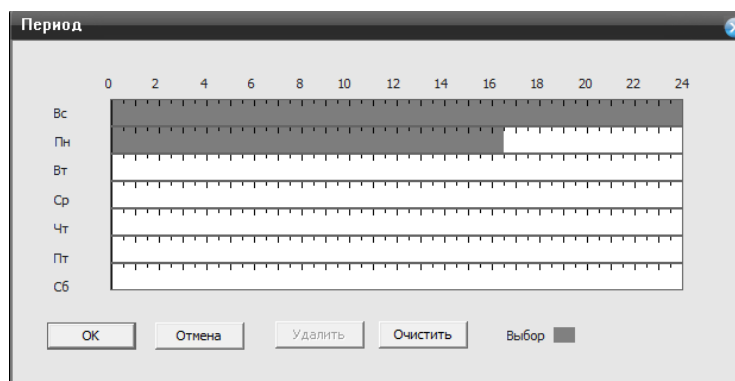 Период
0 2 4 6 8 10 12 14 16 18 20 22 24
Вс
Пн
Вт
Ср
Чт
Пт
Сб
OK Отмена Удалить Очистить Выбор